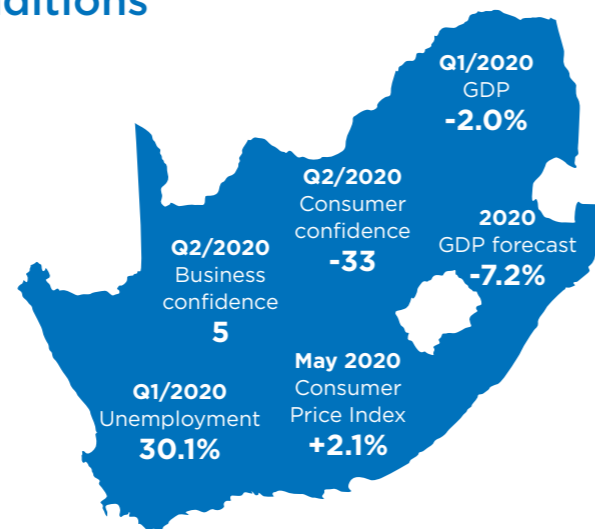 ditions
Q1/2020
GDP
-2.0%
Q2/2020
Consumer
confidence
-33
2020
GDP forecast
-7.2%
Q2/2020
Business
confidence
5
May 2020
Consumer
Price Index
+2.1%
Q1/2020
Unemployment
30.1%